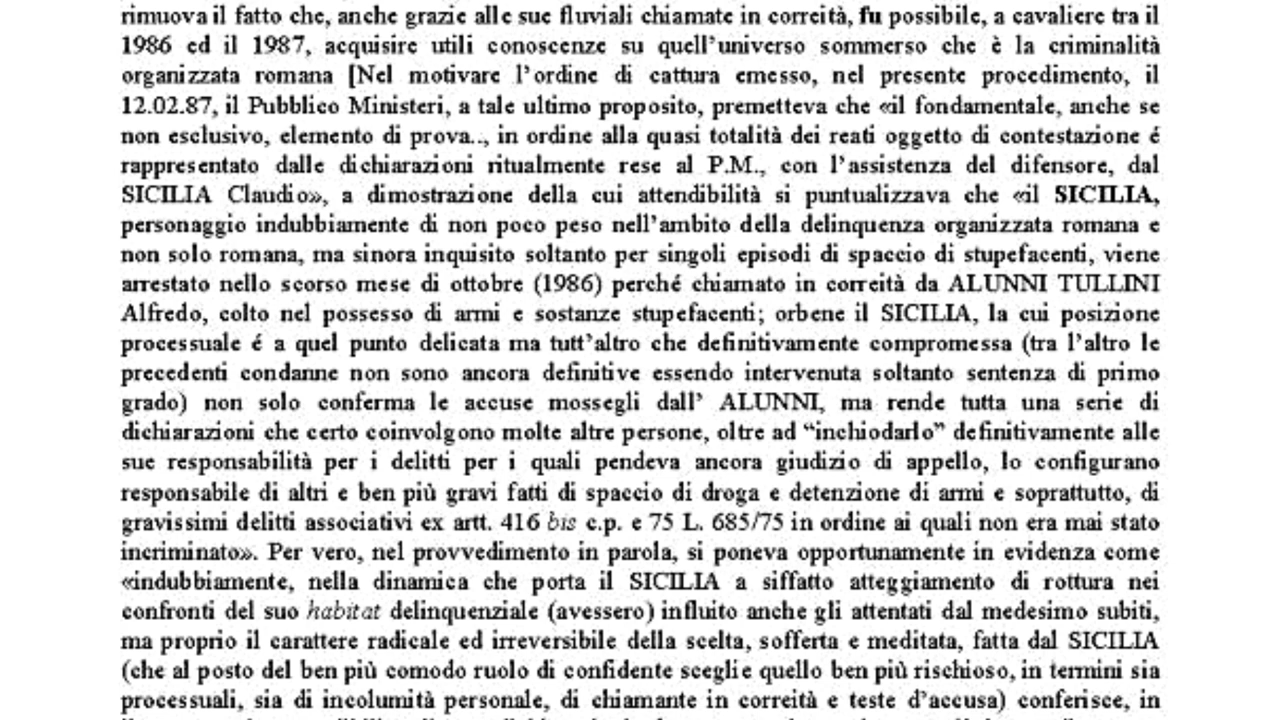 rimuova il fatto che, anche grazie alle sue fluviali chiamate in correità, fu possibile, a cavaliere tra il
1986 ed il 1987, acquisire utili conoscenze su quell'universo sommerso che è la criminalità
organizzata romana [Nel motivare l'ordine di cattura emesso, nel presente procedimento, il
12.02.87, il Pubblico Ministeri, a tale ultimo proposito, premetteva che «il fondamentale, anche se
non esclusivo, elemento di prova.., in ordine alla quasi totalità dei reati oggetto di contestazione é
rappresentato dalle dichiarazioni ritualmente rese al P.M., con l'assistenza del difensore, dal
SICILIA Claudio», a dimostrazione della cui attendibilità si puntualizzava che «il SICILIA,
personaggio indubbiamente di non poco peso nell'ambito della delinquenza organizzata romana e
non solo romana, ma sinora inquisito soltanto per singoli episodi di spaccio di stupefacenti, viene
arrestato nello scorso mese di ottobre (1986) perché chiamato in correità da ALUNNI TULLINI
Alfredo, colto nel possesso di armi e sostanze stupefacenti; orbene il SICILIA, la cui posizione
processuale é a quel punto delicata ma tutt'altro che definitivamente compromessa (tra l'altro le
precedenti condanne non sono ancora definitive essendo intervenuta soltanto sentenza di primo
grado) non solo conferma le accuse mossegli dall' ALUNNI, ma rende tutta una serie di
dichiarazioni che certo coinvolgono molte altre persone, oltre ad “inchiodarlo” definitivamente alle
sue responsabilità per i delitti per i quali pendeva ancora giudizio di appello, lo configurano
responsabile di altri e ben più gravi fatti di spaccio di droga e detenzione di armi e soprattutto, di
gravissimi delitti associativi ex artt. 416 bis c.p. e 75 L. 685/75 in ordine ai quali non era mai stato
incriminato». Per vero, nel provvedimento in parola, si poneva opportunamente in evidenza come
«indubbiamente, nella dinamica che porta il SICILIA a siffatto atteggiamento di rottura nei
confronti del suo habitat delinquenziale (avessero) influito anche gli attentati dal medesimo subiti,
ma proprio il carattere radicale ed irreversibile della scelta, sofferta e meditata, fatta dal SICILIA
(che al posto del ben più comodo ruolo di confidente sceglie quello ben più rischioso, in termini sia
processuali, sia di incolumità personale, di chiamante in correità e teste d'accusa) conferisce, in